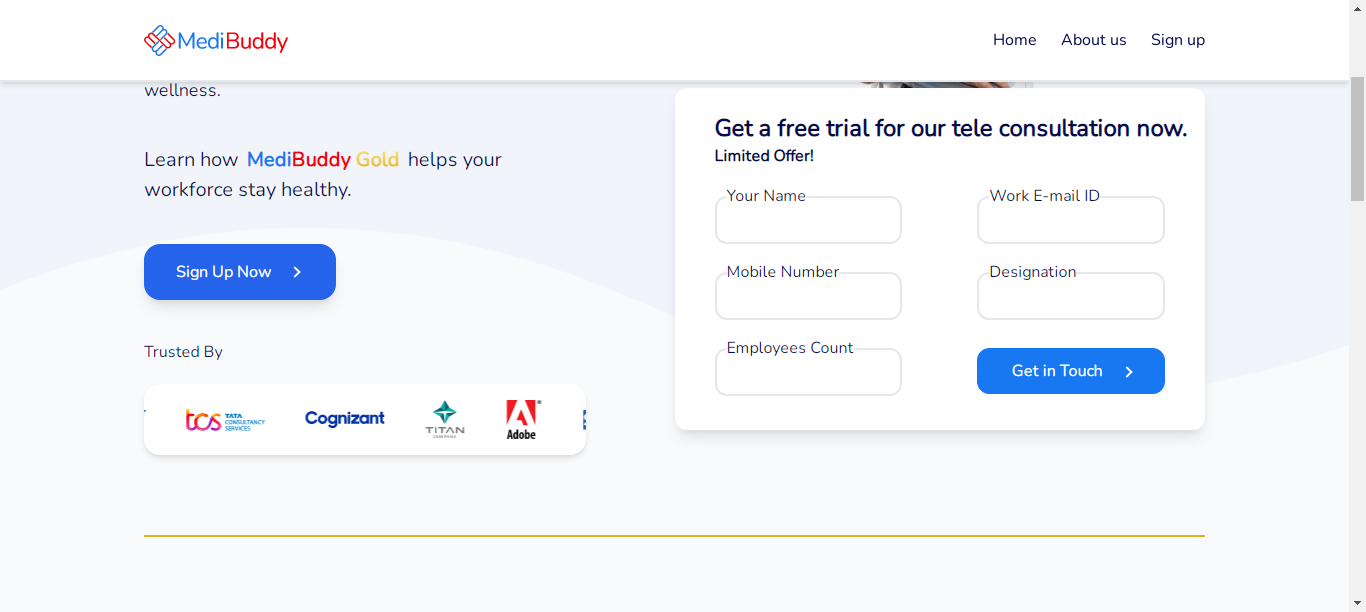 MediBuddy
Home
About us
Sign up
wellness.
Learn how MediBuddy Gold helps your
workforce stay healthy.
Sign Up Now
Trusted By
tcs TATA
CONSULTANCY
SERVICES
Cognizant
TITAN
COMPANY
Adobe
Get a free trial for our tele consultation now.
Limited Offer!
Your Name
Work E-mail ID
Mobile Number
Designation
Employees Count
Get in Touch